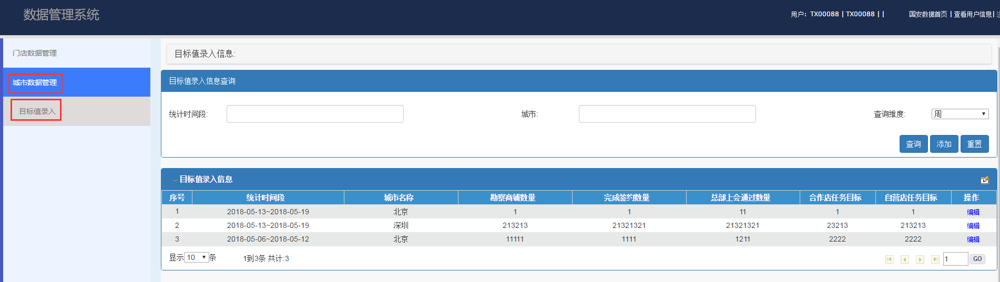 数据管理系统
用户：TX00088 | TX00088 | |
国安数据首页 | 查看用户信息|
门店数据管理
城市数据管理
目标值录入
目标值录入信息:
目标值录入信息查询
统计时间段:
城市:
查询维度: 周
查询 添加 重置
目标值录入信息
序号 统计时间段 城市名称 勘察商铺数量 完成签约数量 总部上会通过数量 合作店任务目标 自营店任务目标 操作
1 2018-05-13~2018-05-19 北京 1 1 11 1 1 编辑
2 2018-05-13~2018-05-19 深圳 213213 21321321 21321321 23213 213213 编辑
3 2018-05-06~2018-05-12 北京 11111 1111 1211 2222 2222 编辑
显示 10 条 1到3条 共计:3
1 GO